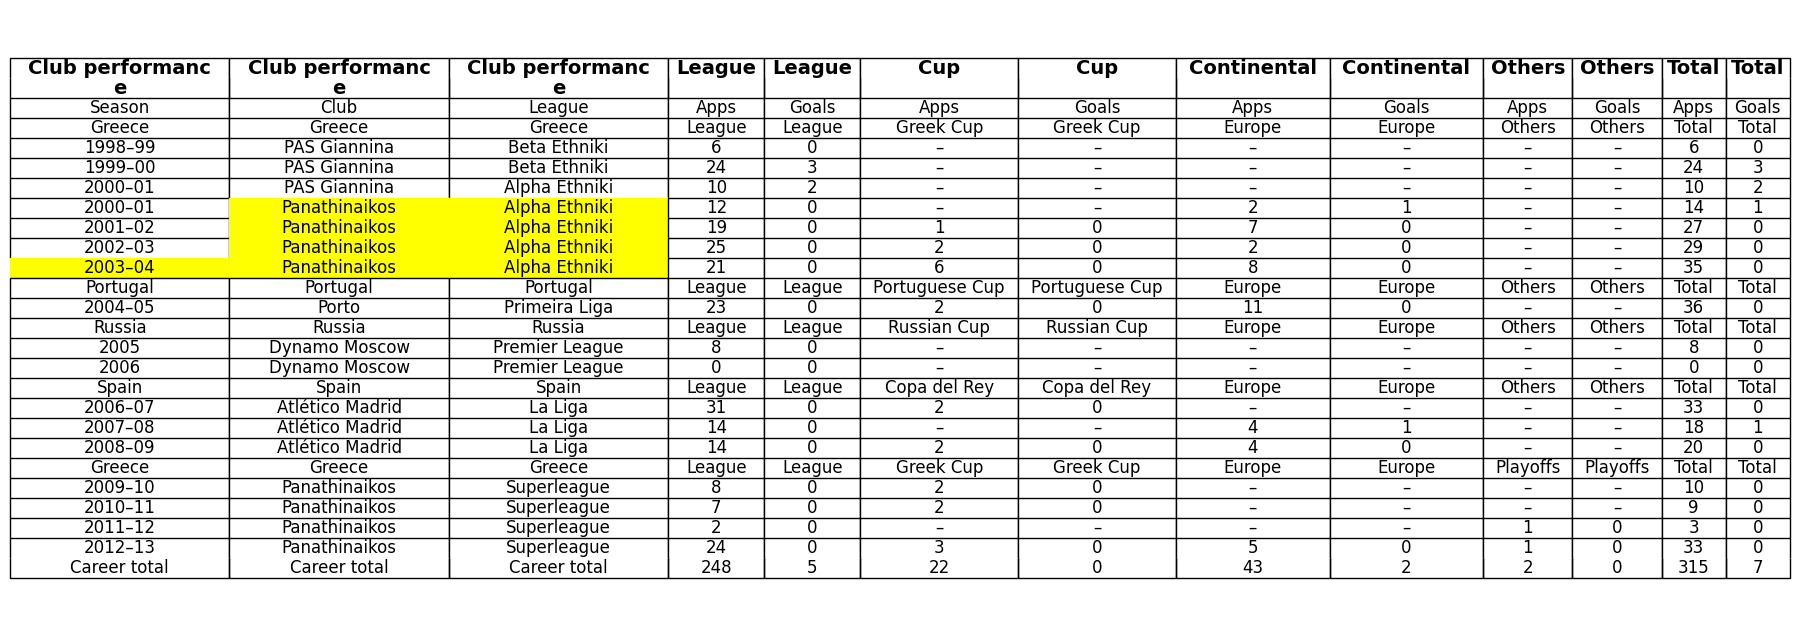 Club performanc e Club performanc e Club performanc e League League Cup Cup Continental Continental Others Others Total Total
Season Club League Apps Goals Apps Goals Apps Goals Apps Goals Apps Goals
Greece Greece Greece League League Greek Cup Greek Cup Europe Europe Others Others Total Total
1998–99 PAS Giannina Beta Ethniki 6 0 – – – – – – 6 0
1999–00 PAS Giannina Beta Ethniki 24 3 – – – – – – 24 3
2000–01 PAS Giannina Alpha Ethniki 10 2 – – – – – – 10 2
2000–01 Panathinaikos Alpha Ethniki 12 0 – – 2 1 – – 14 1
2001–02 Panathinaikos Alpha Ethniki 19 0 1 0 7 0 – – 27 0
2002–03 Panathinaikos Alpha Ethniki 25 0 2 0 2 0 – – 29 0
2003–04 Panathinaikos Alpha Ethniki 21 0 6 0 8 0 – – 35 0
Portugal Portugal Portugal League League Portuguese Cup Portuguese Cup Europe Europe Others Others Total Total
2004–05 Porto Primeira Liga 23 0 2 0 11 0 – – 36 0
Russia Russia Russia League League Russian Cup Russian Cup Europe Europe Others Others Total Total
2005 Dynamo Moscow Premier League 8 0 – – – – – – 8 0
2006 Dynamo Moscow Premier League 0 0 – – – – – – 0 0
Spain Spain Spain League League Copa del Rey Copa del Rey Europe Europe Others Others Total Total
2006–07 Atlético Madrid La Liga 31 0 2 0 – – – – 33 0
2007–08 Atlético Madrid La Liga 14 0 – – 4 1 – – 18 1
2008–09 Atlético Madrid La Liga 14 0 2 0 4 0 – – 20 0
Greece Greece Greece League League Greek Cup Greek Cup Europe Europe Playoffs Playoffs Total Total
2009–10 Panathinaikos Superleague 8 0 2 0 – – – – 10 0
2010–11 Panathinaikos Superleague 7 0 2 0 – – – – 9 0
2011–12 Panathinaikos Superleague 2 0 – – – – 1 0 3 0
2012–13 Panathinaikos Superleague 24 0 3 0 5 0 1 0 33 0
Career total Career total Career total 248 5 22 0 43 2 2 0 315 7